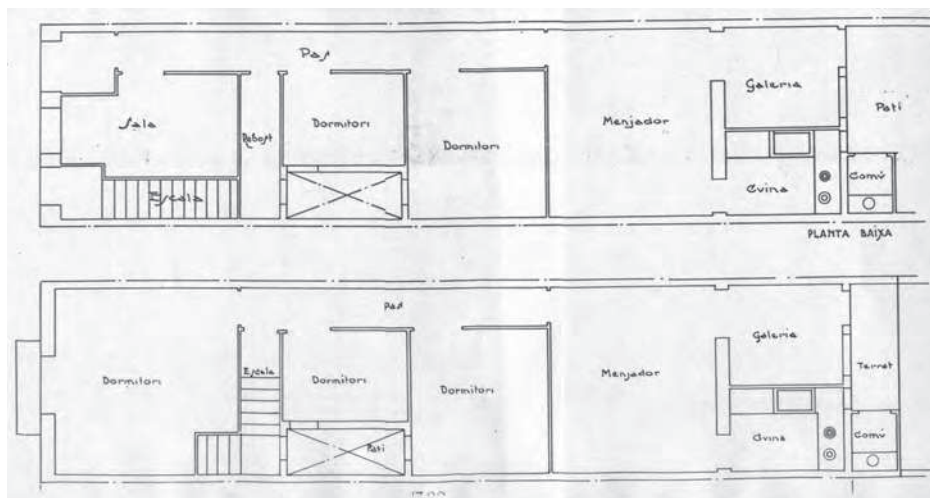 Pas
Sala
Rebost
Dormitori
Dormitori
Menjador
Galeria
Pati
Escala
Cuina
Comú
PLANTA BAIXA
Pas
Dormitori
Escala
Dormitori
Dormitori
Menjador
Galeria
Terrat
Pati
Cuina
Comú